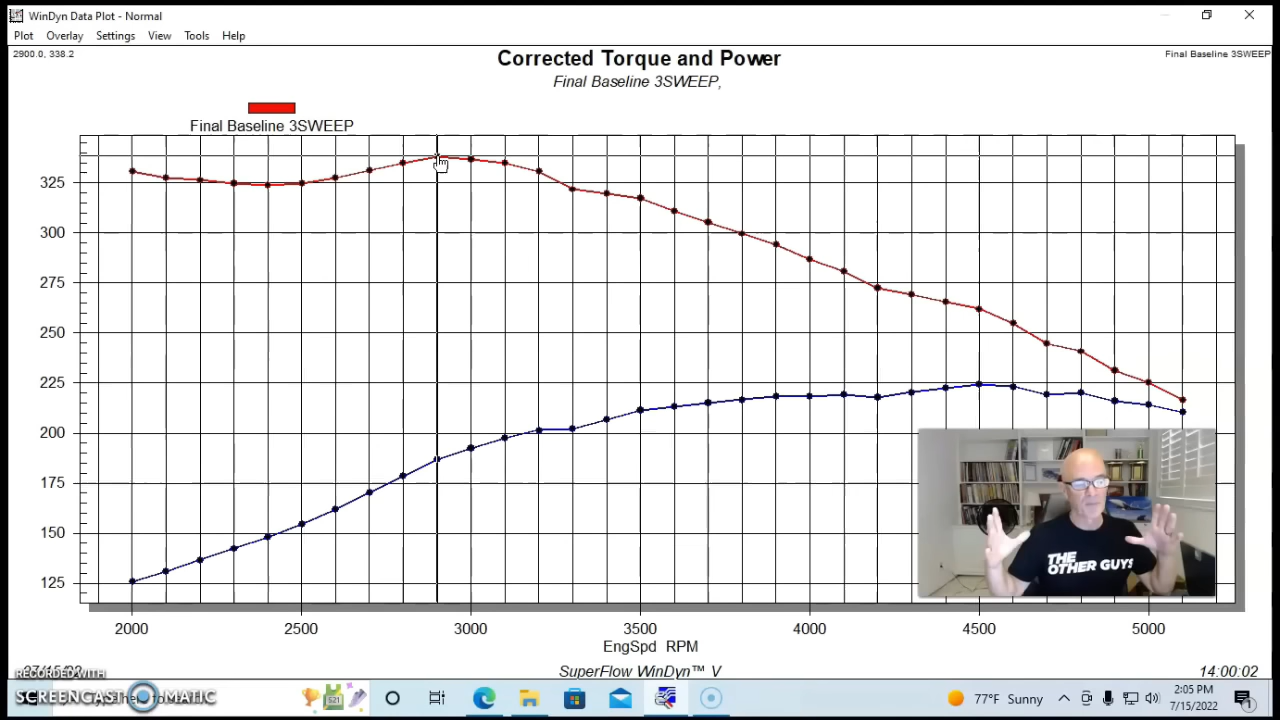 WinDyn Data Plot - Normal
Plot Overlay Settings View Tools Help
2900.0, 338.2
Corrected Torque and Power
Final Baseline 3SWEEP
Final Baseline 3SWEEP,
Final Baseline 3SWEEP
325
300
275
250
225
200
175
150
125
THE
OTHER GUYS
2000 2500 3000 3500 4000 4500 5000
EngSpd RPM
SuperFlow WinDyn™ V
14:00:02
RECORDED WITH
SCREENCAST MATIC
77°F Sunny
2:05 PM
7/15/2022
1